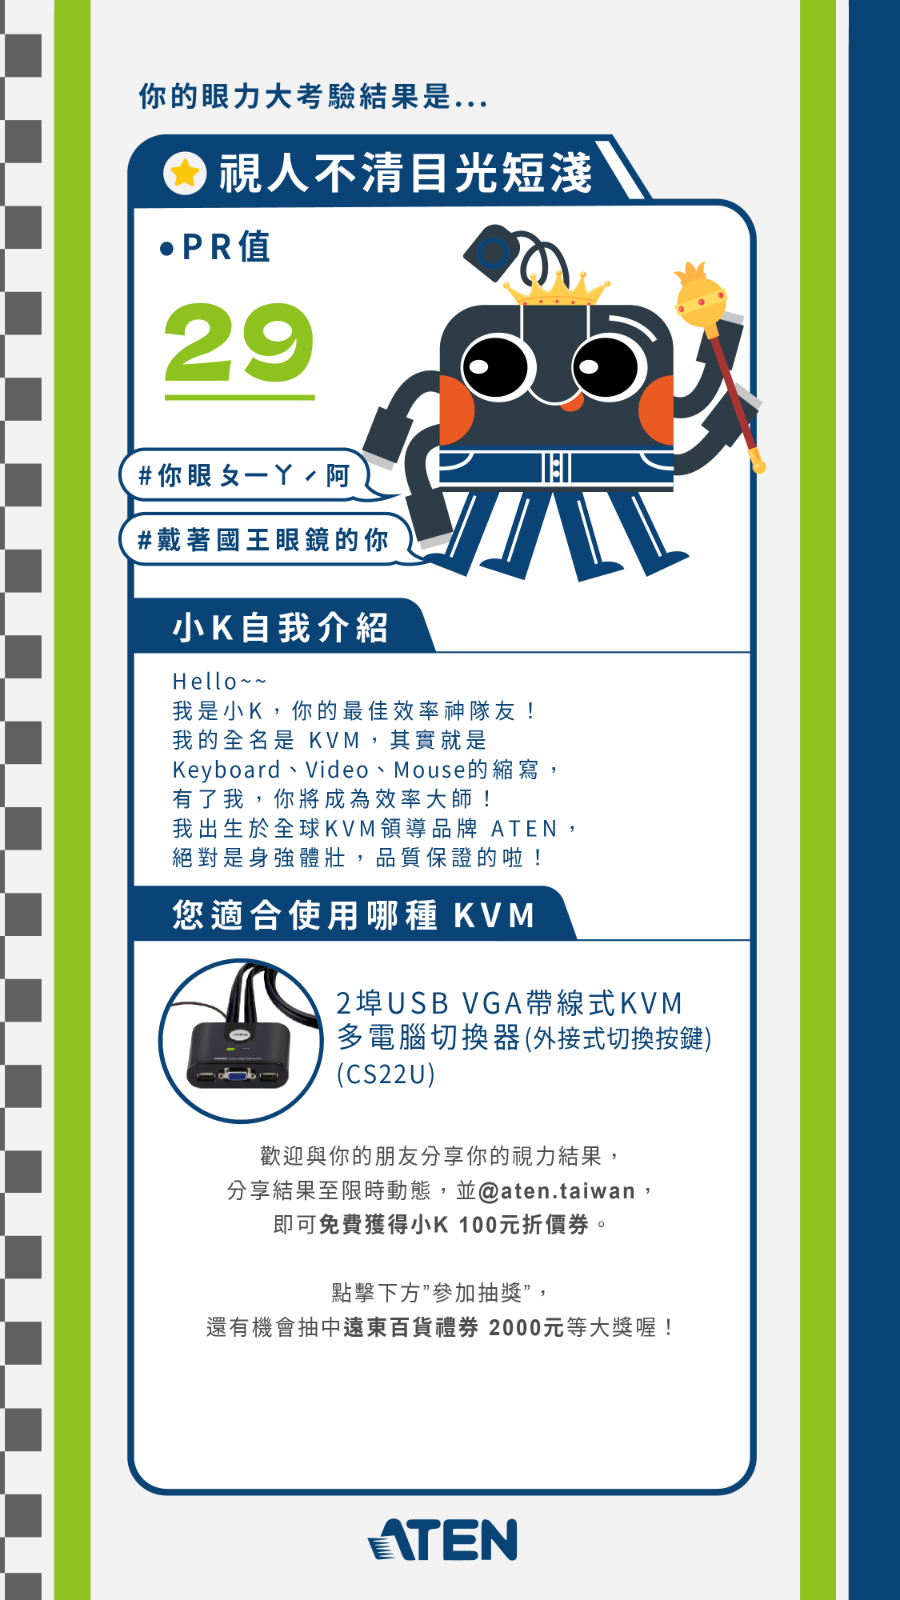 你的眼力大考驗結果是...
視人不清目光短淺
•PR值
29
#你眼ㄆㄧㄚˊ阿
#戴著國王眼鏡的你
小K自我介紹
Hello~~
我是小K，你的最佳效率神隊友！
我的全名是 KVM，其實就是
Keyboard、Video、Mouse的縮寫，
有了我，你將成為效率大師！
我出生於全球KVM領導品牌 ATEN，
絕對是身強體壯，品質保證的啦！
您適合使用哪種 KVM
ATEN
2埠USB VGA帶線式KVM
多電腦切換器(外接式切換按鍵)
(CS22U)
歡迎與你的朋友分享你的視力結果，
分享結果至限時動態，並@aten.taiwan，
即可免費獲得小K 100元折價券。
點擊下方”參加抽獎”，
還有機會抽中遠東百貨禮券 2000元等大獎喔！
ATEN